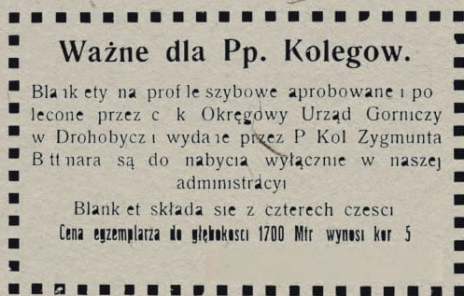 Ważne dla Pp. Kolegow.
Blankiety na profile szybowe aprobowane i po
lecone przez c k Okręgowy Urząd Gorniczy
w Drohobyczi wydane przez P Kol Zygmunta
Bittnara są do nabycia wyłącznie w naszej
administracyi
Blankiet składa sie z czterech czesci
Cena egzemplarza do głębokosci 1700 Mtr wynosi kor 5